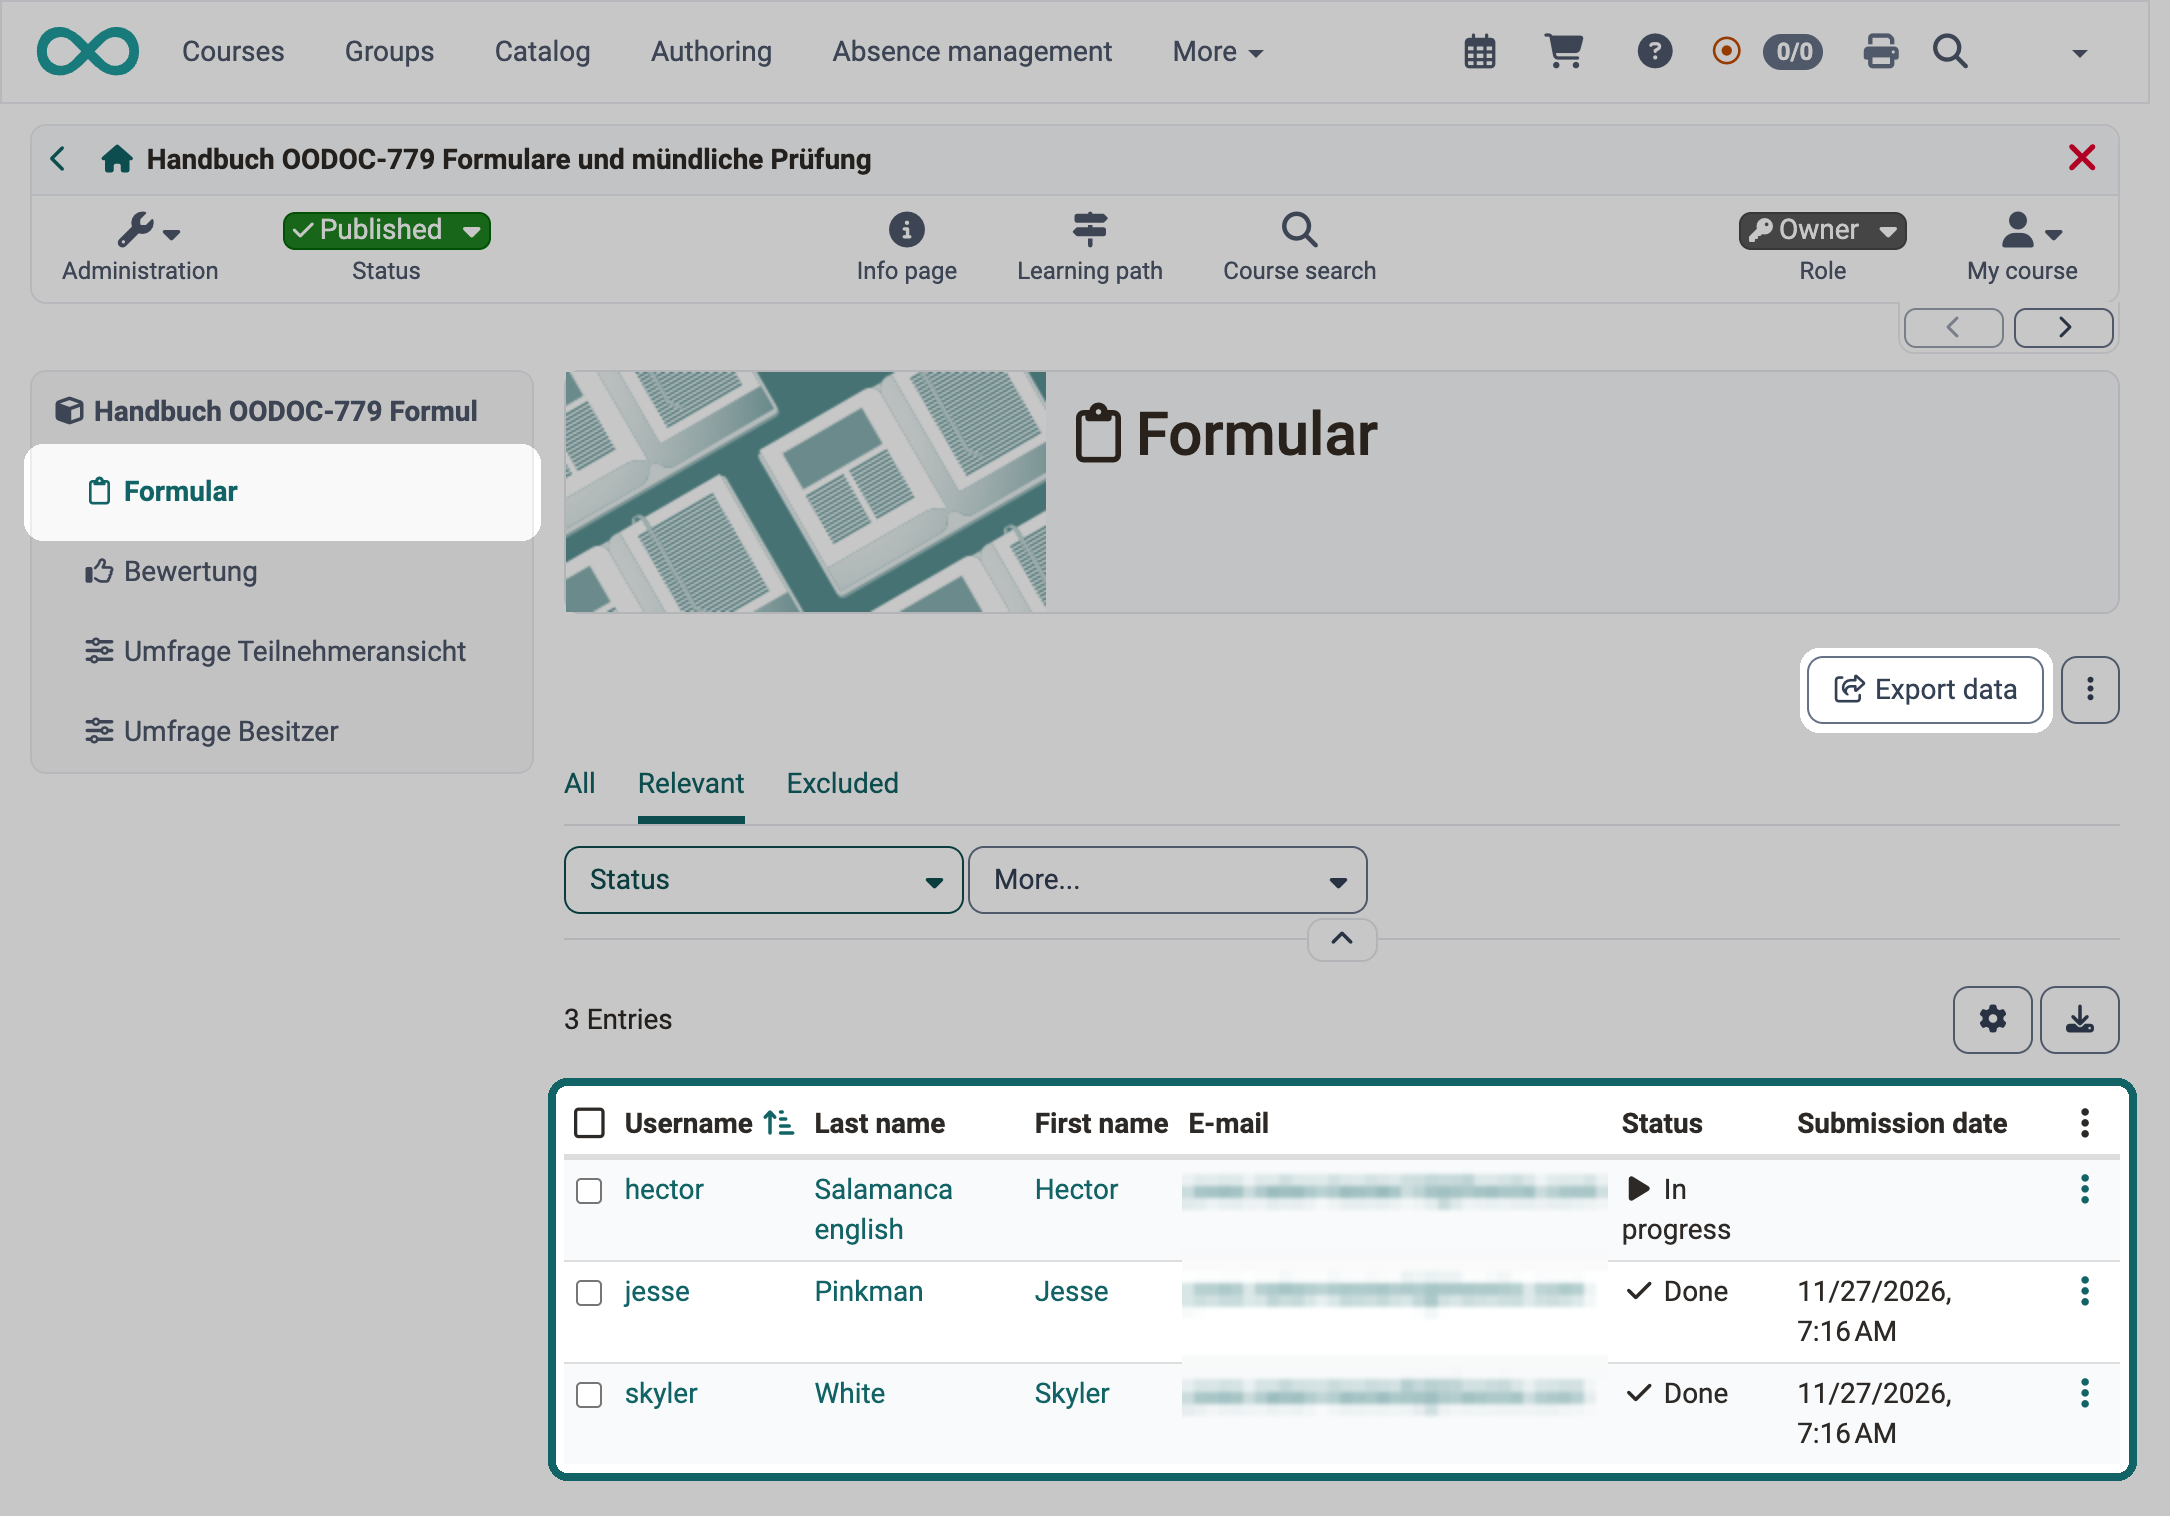 Courses Groups Catalog Authoring Absence management More 0/0
Handbuch OODOC-779 Formulare und mündliche Prüfung
Published Owner
Administration Status Info page Learning path Course search Role My course
Handbuch OODOC-779 Formul
Formular
Formular
Bewertung
Umfrage Teilnehmeransicht
Umfrage Besitzer
Export data
All Relevant Excluded
Status More...
3 Entries
Username Last name First name E-mail Status Submission date
hector Salamanca english Hector In progress
jesse Pinkman Jesse Done 11/27/2026, 7:16 AM
skyler White Skyler Done 11/27/2026, 7:16 AM